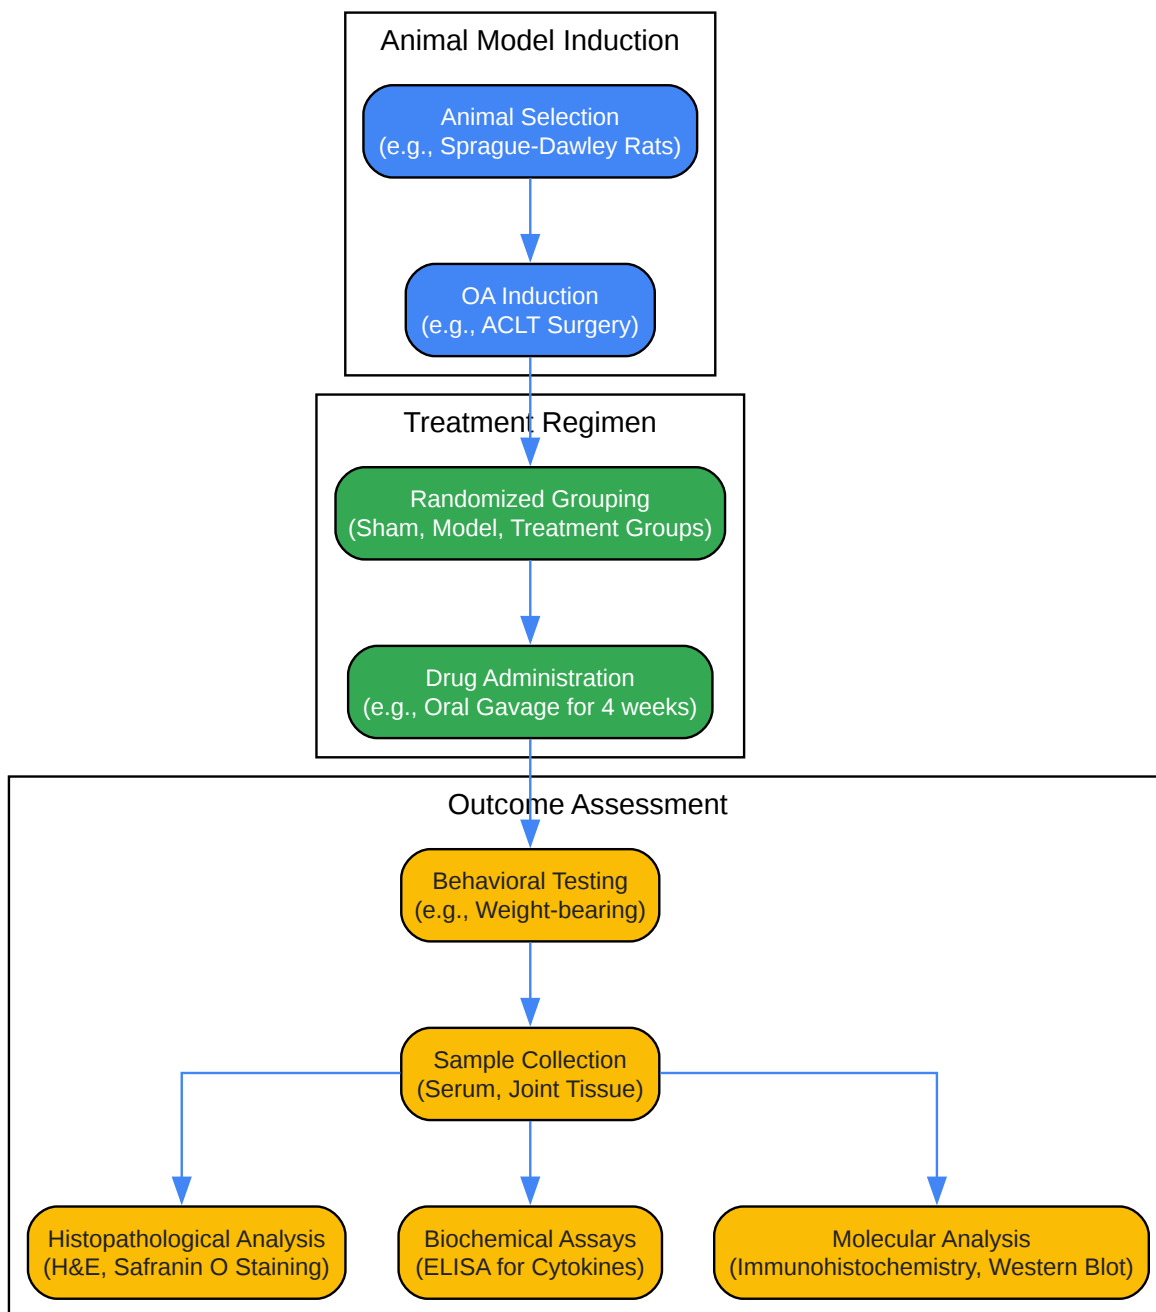 Animal Model Induction
Animal Selection
(e.g., Sprague-Dawley Rats)
OA Induction
(e.g., ACLT Surgery)
Treatment Regimen
Randomized Grouping
(Sham, Model, Treatment Groups)
Drug Administration
(e.g., Oral Gavage for 4 weeks)
Outcome Assessment
Behavioral Testing
(e.g., Weight-bearing)
Sample Collection
(Serum, Joint Tissue)
Histopathological Analysis
(H&E, Safranin O Staining)
Biochemical Assays
(ELISA for Cytokines)
Molecular Analysis
(Immunohistochemistry, Western Blot)